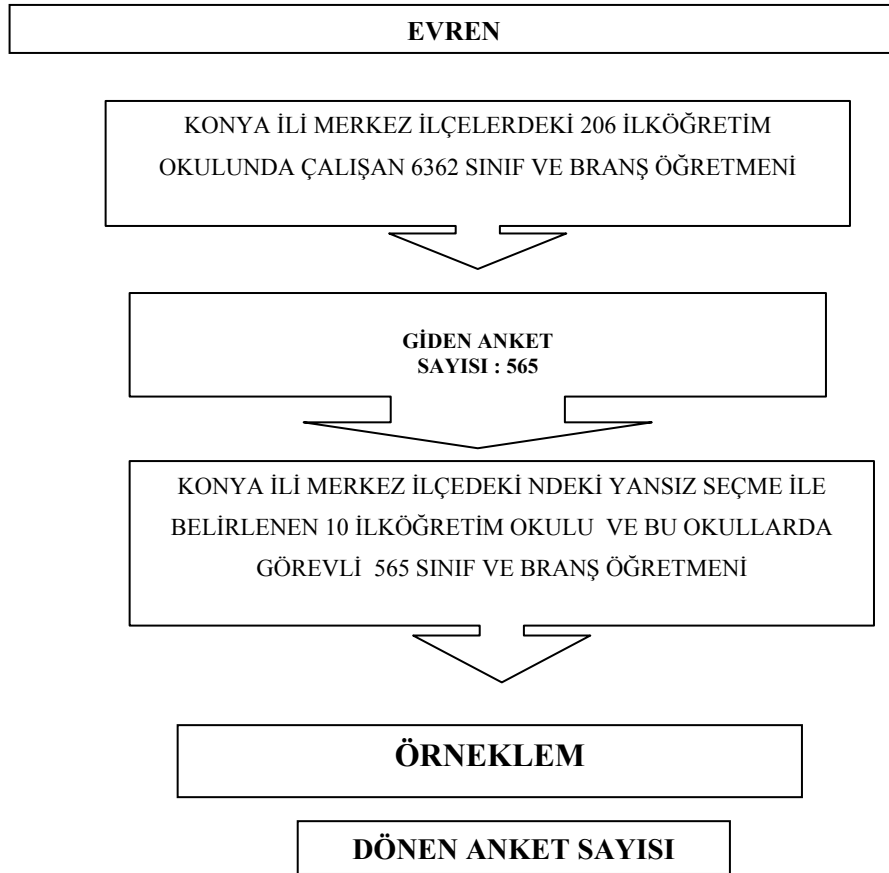 EVREN
KONYA İLİ MERKEZ İLÇELERDEKİ 206 İLKÖĞRETİM
OKULUNDA ÇALIŞAN 6362 SINIF VE BRANŞ ÖĞRETMENİ
GİDEN ANKET
SAYISI : 565
KONYA İLİ MERKEZ İLÇEDEKİ NDEKİ YANSIZ SEÇME İLE
BELİRLENEN 10 İLKÖĞRETİM OKULU VE BU OKULLARDA
GÖREVLİ 565 SINIF VE BRANŞ ÖĞRETMENİ
ÖRNEKLEM
DÖNEN ANKET SAYISI